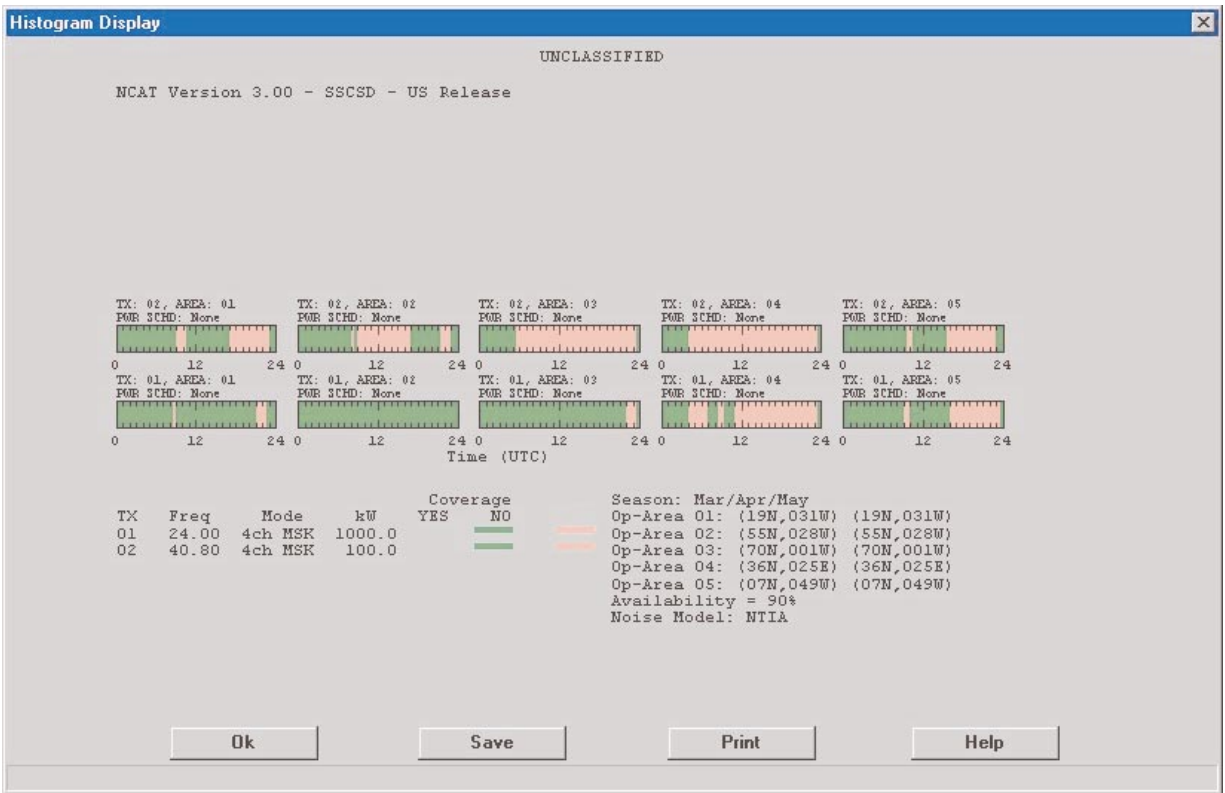 Histogram Display
UNCLASSIFIED
NCAT Version 3.00 - SSCSD - US Release
TX: 02, AREA: 01 TX: 02, AREA: 02 TX: 02, AREA: 03 TX: 02, AREA: 04 TX: 02, AREA: 05
PWR SCHD: None PWR SCHD: None PWR SCHD: None PWR SCHD: None PWR SCHD: None
0 12 24 0 12 24 0 12 24 0 12 24 0 12 24
TX: 01, AREA: 01 TX: 01, AREA: 02 TX: 01, AREA: 03 TX: 01, AREA: 04 TX: 01, AREA: 05
PWR SCHD: None PWR SCHD: None PWR SCHD: None PWR SCHD: None PWR SCHD: None
0 12 24 0 12 24 0 12 24 0 12 24 0 12 24
Time (UTC)
Coverage
TX Freq Mode kW YES NO
01 24.00 4ch MSK 1000.0
02 40.80 4ch MSK 100.0
Season: Mar/Apr/May
Op-Area 01: (19N,031W) (19N,031W)
Op-Area 02: (55N,028W) (55N,028W)
Op-Area 03: (70N,001W) (70N,001W)
Op-Area 04: (36N,025E) (36N,025E)
Op-Area 05: (07N,049W) (07N,049W)
Availability = 90%
Noise Model: NTIA
Ok Save Print Help